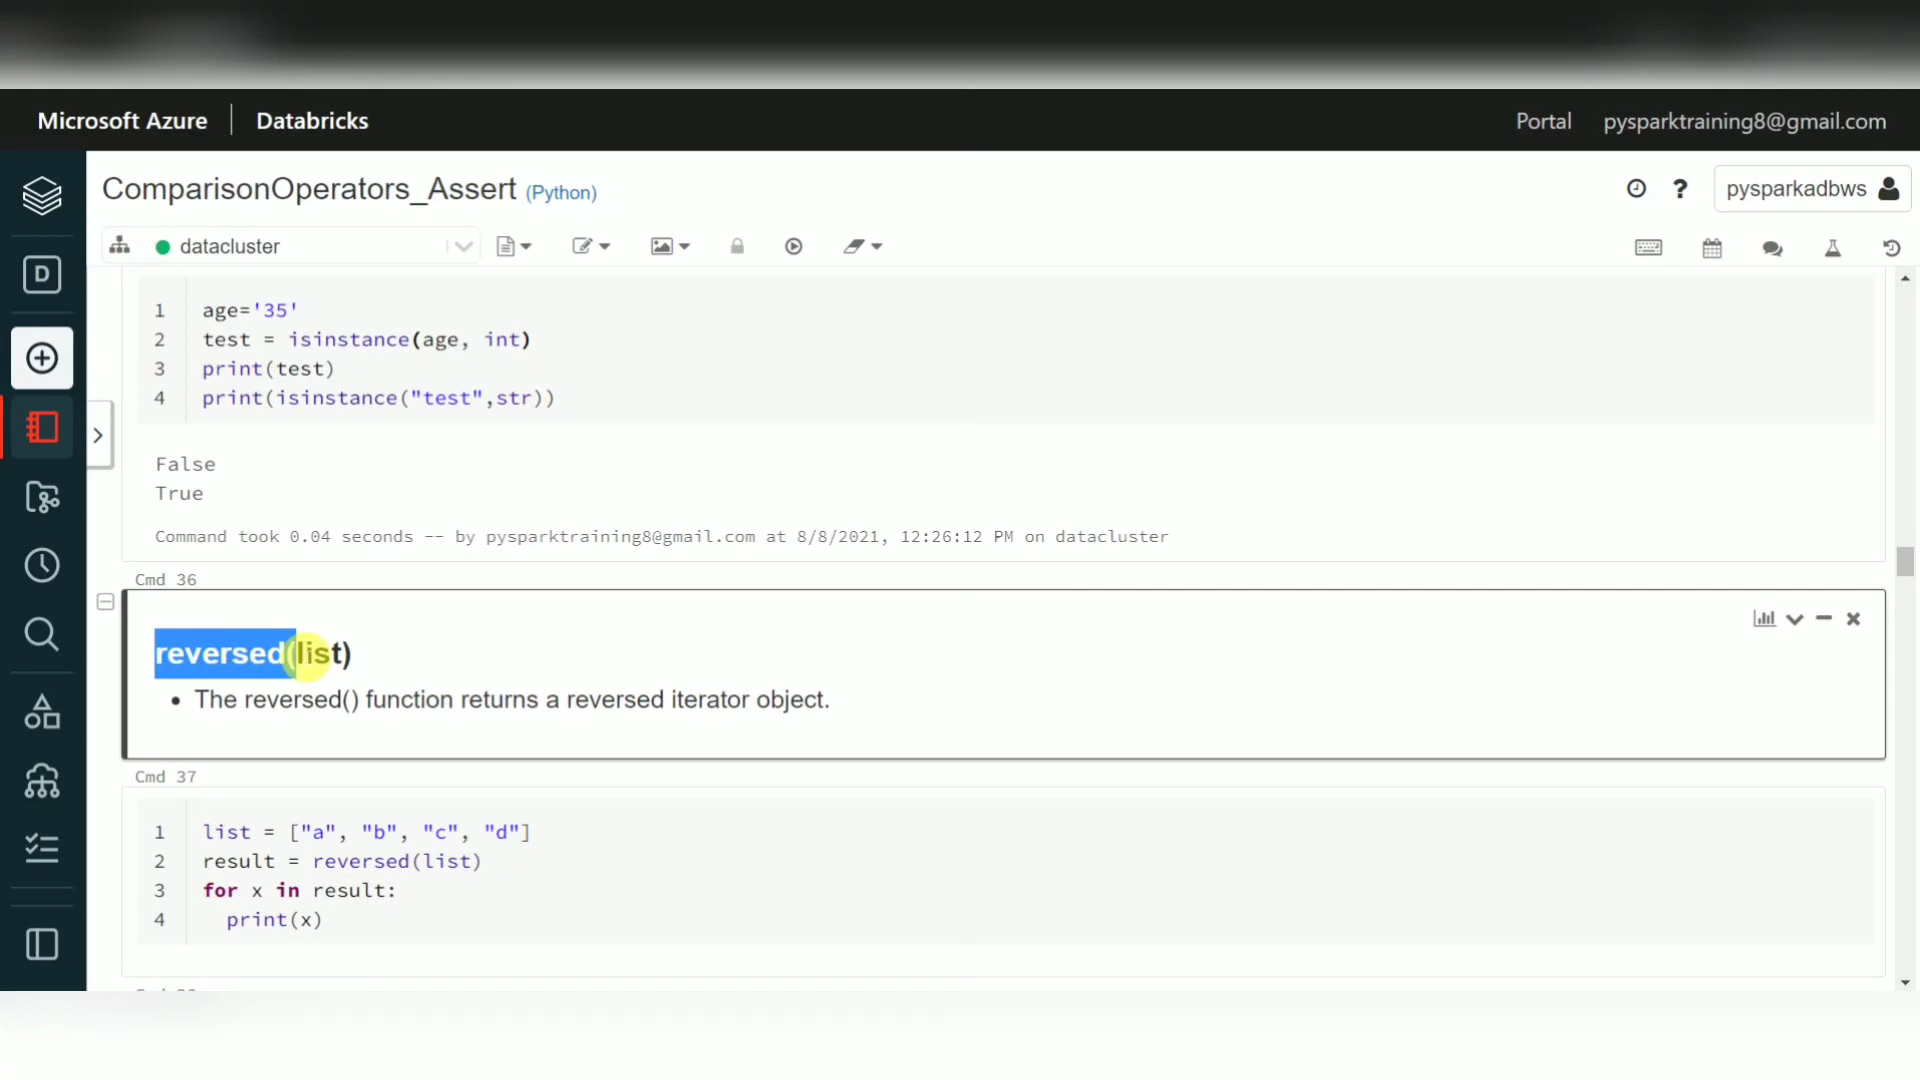 Microsoft Azure | Databricks
Portal pysparktraining8@gmail.com
ComparisonOperators_Assert (Python)
pysparkadbws
datacluster
D
1 age='35'
2 test = isinstance(age, int)
3 print(test)
4 print(isinstance("test",str))
False
True
Command took 0.04 seconds -- by pysparktraining8@gmail.com at 8/8/2021, 12:26:12 PM on datacluster
Cmd 36
reversed(list)
• The reversed() function returns a reversed iterator object.
Cmd 37
1 list = ["a", "b", "c", "d"]
2 result = reversed(list)
3 for x in result:
4   print(x)